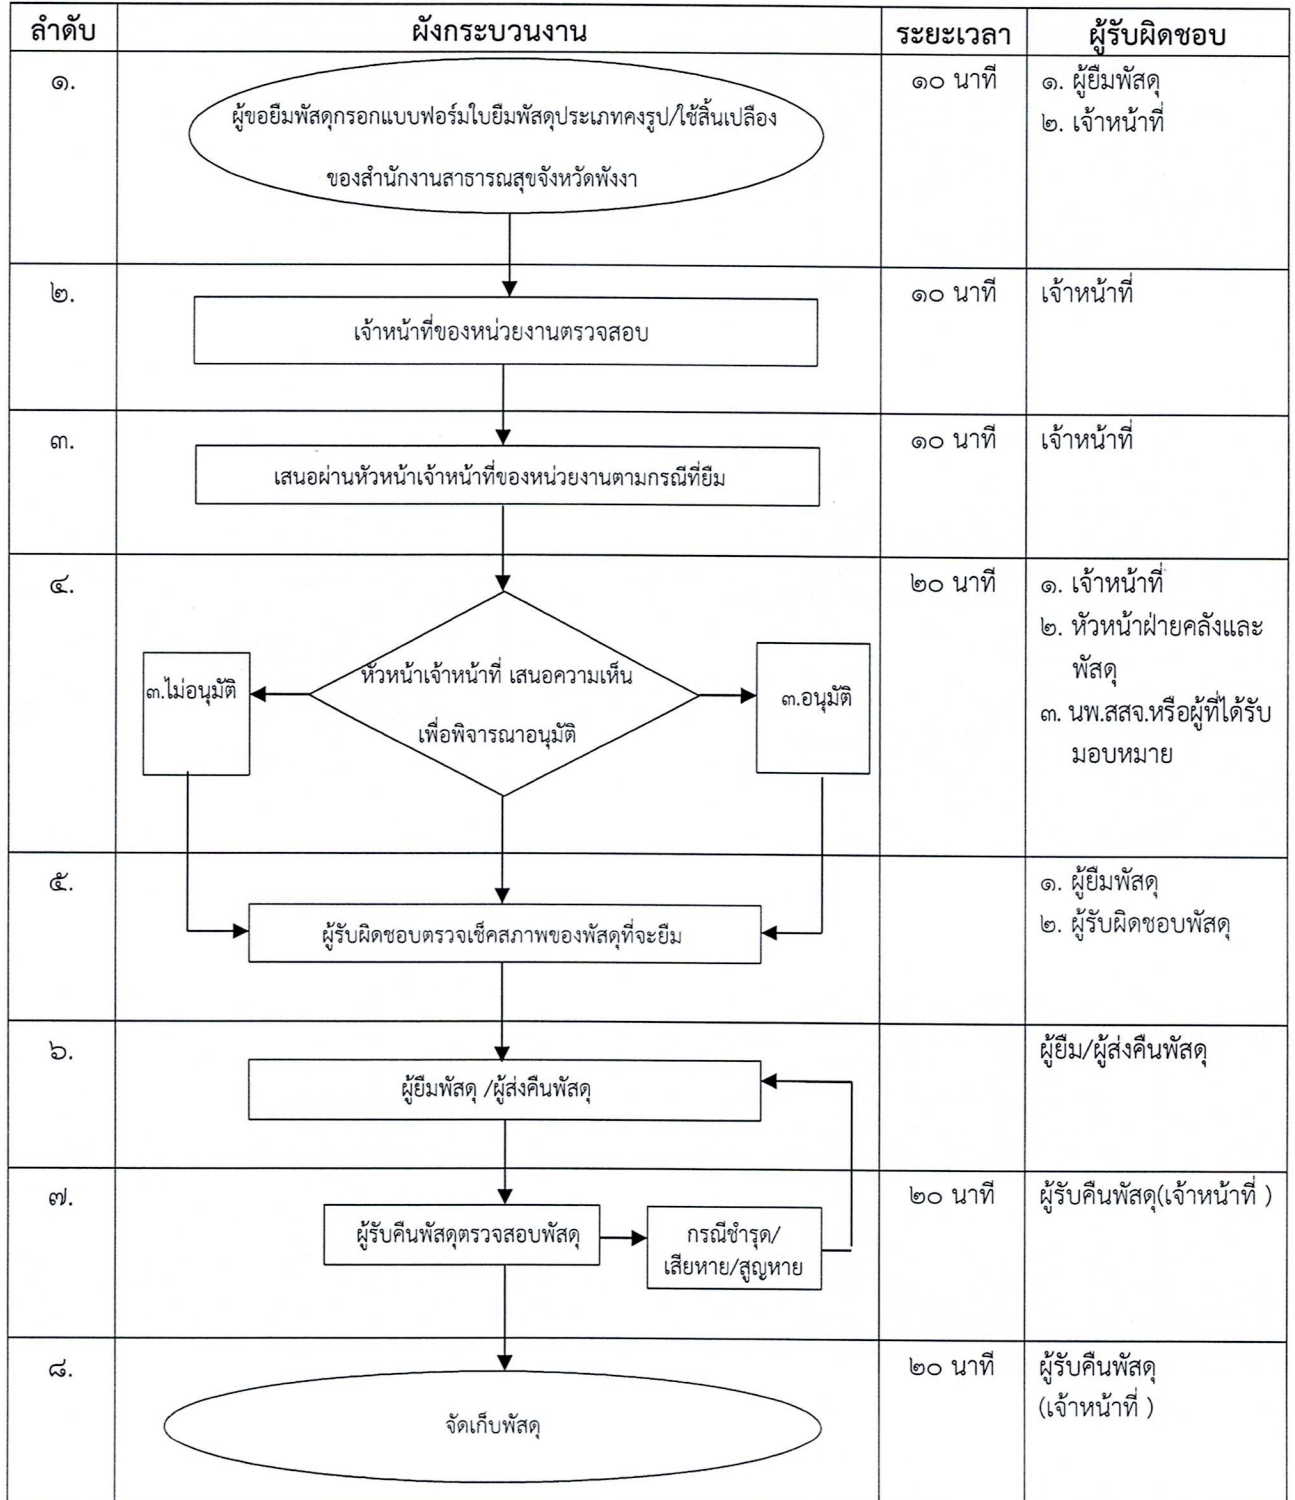 ลำดับ ผังกระบวนงาน ระยะเวลา ผู้รับผิดชอบ
๑.
ผู้ขอยืมพัสดุกรอกแบบฟอร์มใบยืมพัสดุประเภทคงรูป/ใช้สิ้นเปลือง
ของสำนักงานสาธารณสุขจังหวัดพังงา
๑๐ นาที
๑. ผู้ยืมพัสดุ
๒. เจ้าหน้าที่
๒.
เจ้าหน้าที่ของหน่วยงานตรวจสอบ
๑๐ นาที
เจ้าหน้าที่
๓.
เสนอผ่านหัวหน้าเจ้าหน้าที่ของหน่วยงานตามกรณีที่ยืม
๑๐ นาที
เจ้าหน้าที่
๔.
หัวหน้าเจ้าหน้าที่ เสนอความเห็น
เพื่อพิจารณาอนุมัติ
๓.ไม่อนุมัติ
๓.อนุมัติ
๒๐ นาที
๑. เจ้าหน้าที่
๒. หัวหน้าฝ่ายคลังและ
พัสดุ
๓. นพ.สสจ.หรือผู้ที่ได้รับ
มอบหมาย
๕.
ผู้รับผิดชอบตรวจเช็คสภาพของพัสดุที่จะยืม
๑. ผู้ยืมพัสดุ
๒. ผู้รับผิดชอบพัสดุ
๖.
ผู้ยืมพัสดุ /ผู้ส่งคืนพัสดุ
ผู้ยืม/ผู้ส่งคืนพัสดุ
๗.
ผู้รับคืนพัสดุตรวจสอบพัสดุ
กรณีชำรุด/
เสียหาย/สูญหาย
๒๐ นาที
ผู้รับคืนพัสดุ(เจ้าหน้าที่ )
๘.
จัดเก็บพัสดุ
๒๐ นาที
ผู้รับคืนพัสดุ
(เจ้าหน้าที่ )